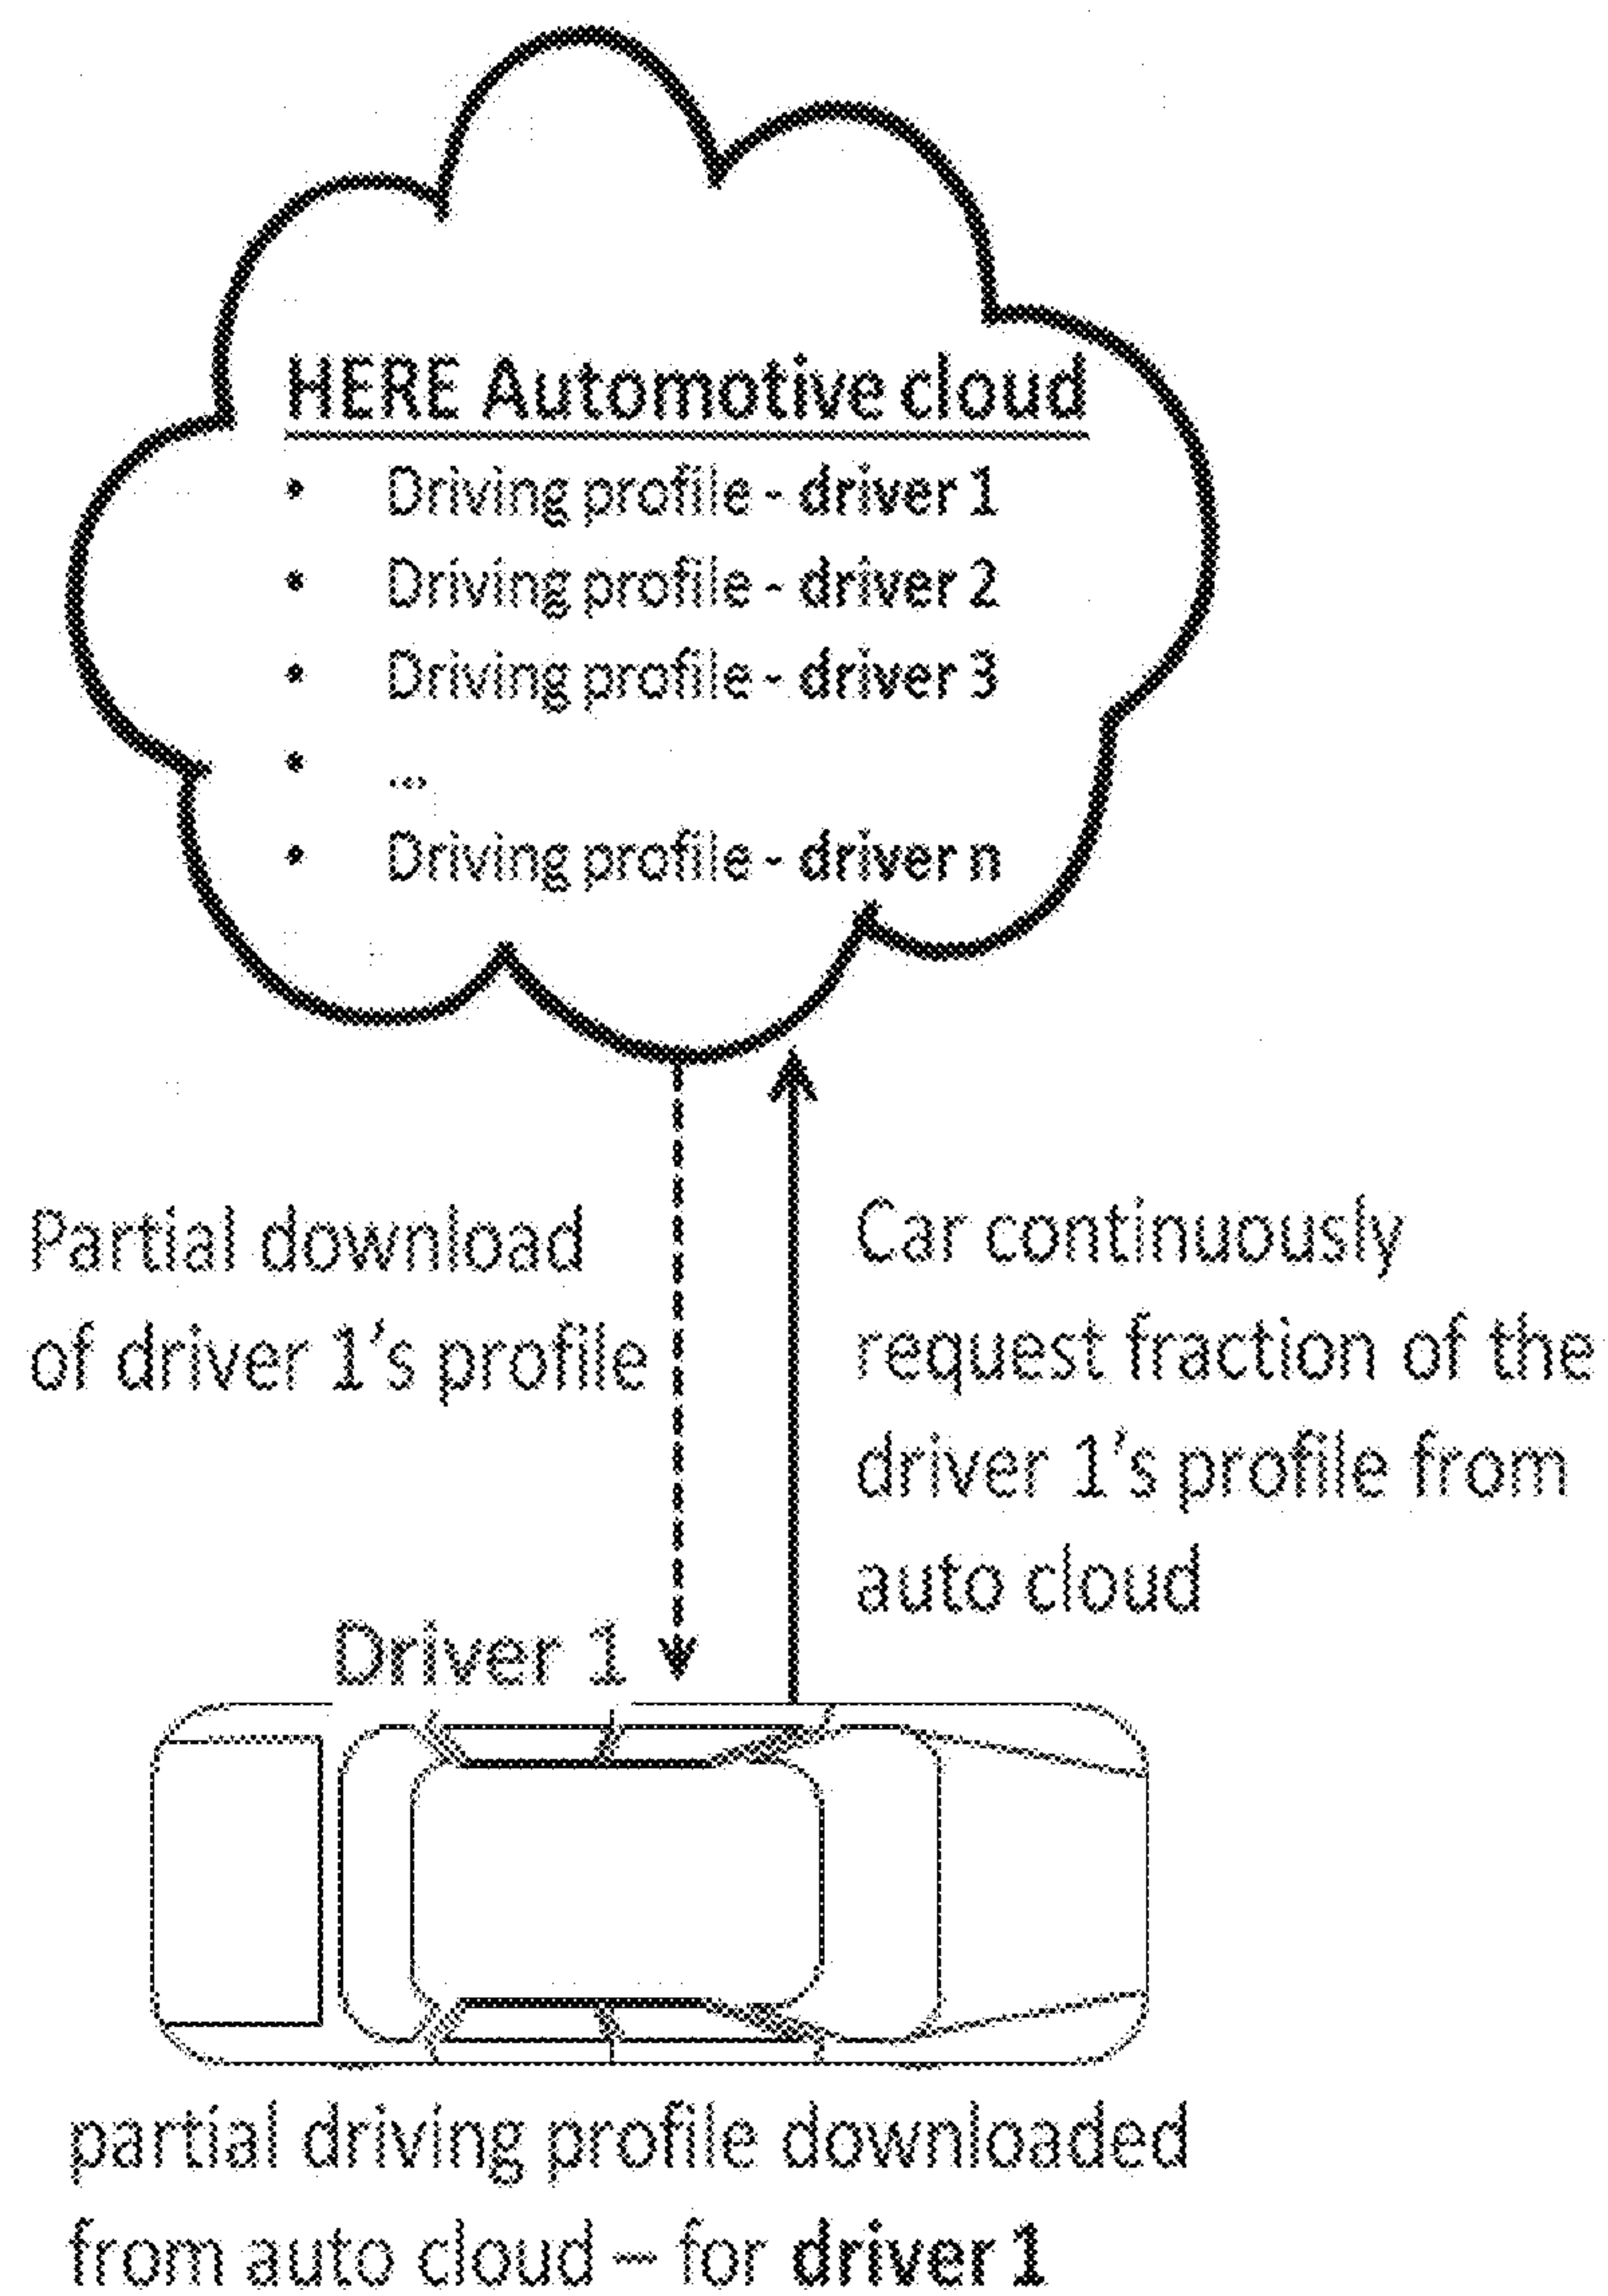 HERE Automotive cloud
• Driving profile - driver 1
• Driving profile - driver 2
• Driving profile - driver 3
• ...
• Driving profile - driver n
Partial download
of driver 1's profile
Car continuously
request fraction of the
driver 1's profile from
auto cloud
Driver 1
partial driving profile downloaded
from auto cloud – for driver 1